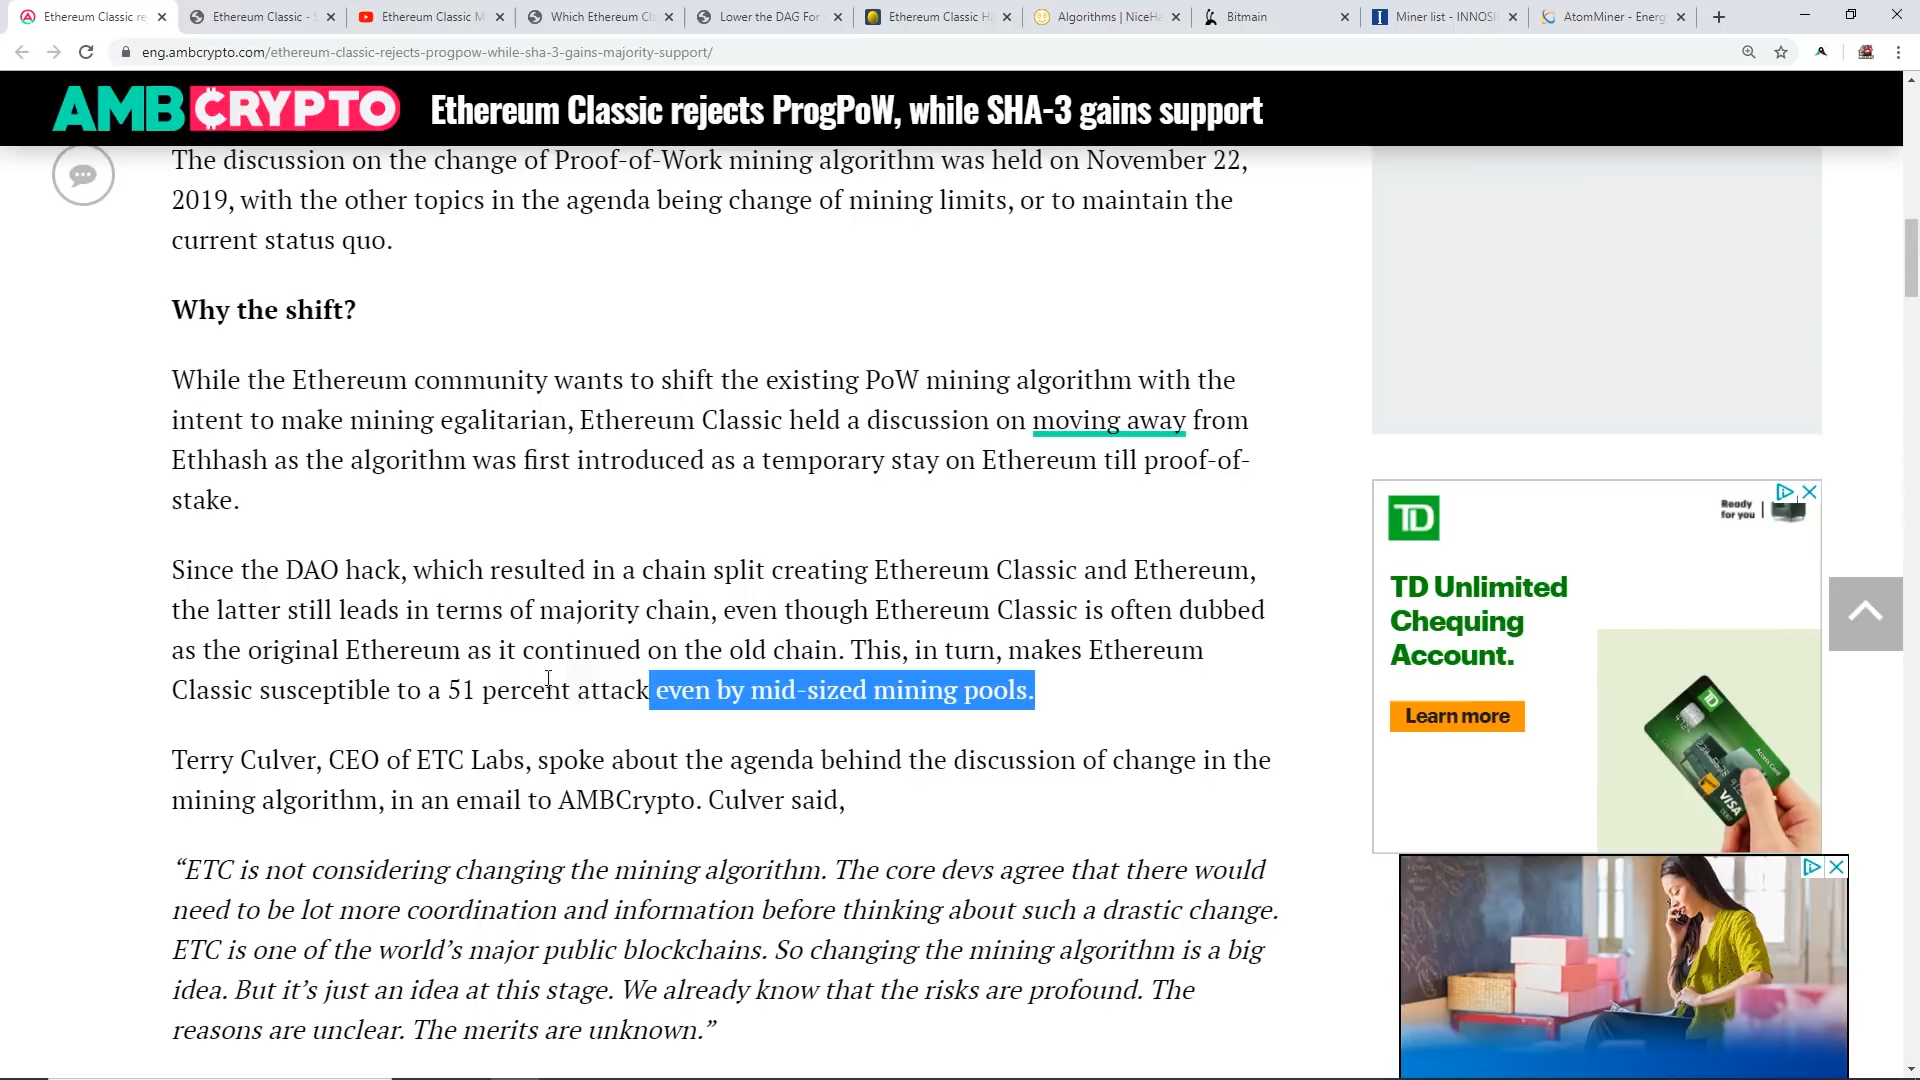 Ethereum Classic re
Ethereum Classic - S
Ethereum Classic M
Which Ethereum Cl
Lower the DAG For
Ethereum Classic H
Algorithms | NiceHa
Bitmain
Miner list - INNOSI
AtomMiner - Energ
eng.ambcrypto.com/ethereum-classic-rejects-progpow-while-sha-3-gains-majority-support/
AMBCRYPTO
Ethereum Classic rejects ProgPoW, while SHA-3 gains support
The discussion on the change of Proof-of-Work mining algorithm was held on November 22,
2019, with the other topics in the agenda being change of mining limits, or to maintain the
current status quo.
Why the shift?
While the Ethereum community wants to shift the existing PoW mining algorithm with the
intent to make mining egalitarian, Ethereum Classic held a discussion on moving away from
Ethhash as the algorithm was first introduced as a temporary stay on Ethereum till proof-of-
stake.
Since the DAO hack, which resulted in a chain split creating Ethereum Classic and Ethereum,
the latter still leads in terms of majority chain, even though Ethereum Classic is often dubbed
as the original Ethereum as it continued on the old chain. This, in turn, makes Ethereum
Classic susceptible to a 51 percent attack even by mid-sized mining pools.
Terry Culver, CEO of ETC Labs, spoke about the agenda behind the discussion of change in the
mining algorithm, in an email to AMBCrypto. Culver said,
“ETC is not considering changing the mining algorithm. The core devs agree that there would
need to be lot more coordination and information before thinking about such a drastic change.
ETC is one of the world’s major public blockchains. So changing the mining algorithm is a big
idea. But it’s just an idea at this stage. We already know that the risks are profound. The
reasons are unclear. The merits are unknown.”
TD
Ready
for you
TD Unlimited
Chequing
Account.
Learn more
TD
Access Card
VISA
DEBIT